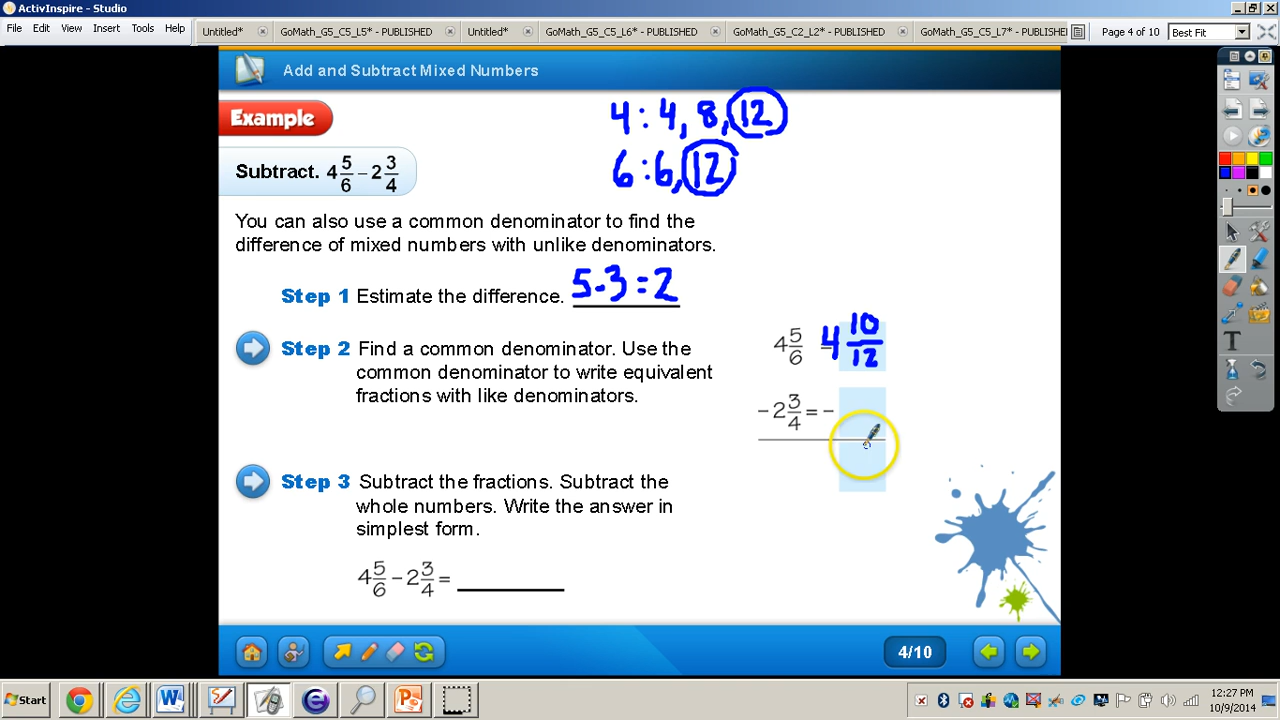 ActivInspire - Studio
File Edit View Insert Tools Help
Untitled* GoMath_G5_C5_L5* - PUBLISHED Untitled* GoMath_G5_C5_L6* - PUBLISHED GoMath_G5_C2_L2* - PUBLISHED GoMath_G5_C5_L7* - PUBLISHED Page 4 of 10 Best Fit
Add and Subtract Mixed Numbers
Example
4 : 4, 8, 12
6 : 6, 12
Subtract. 4 5/6 - 2 3/4
You can also use a common denominator to find the
difference of mixed numbers with unlike denominators.
Step 1 Estimate the difference. 5-3=2
Step 2 Find a common denominator. Use the
common denominator to write equivalent
fractions with like denominators.
4 5/6 = 4 10/12
- 2 3/4 = -
Step 3 Subtract the fractions. Subtract the
whole numbers. Write the answer in
simplest form.
4 5/6 - 2 3/4 =
4/10
Start
12:27 PM
10/9/2014